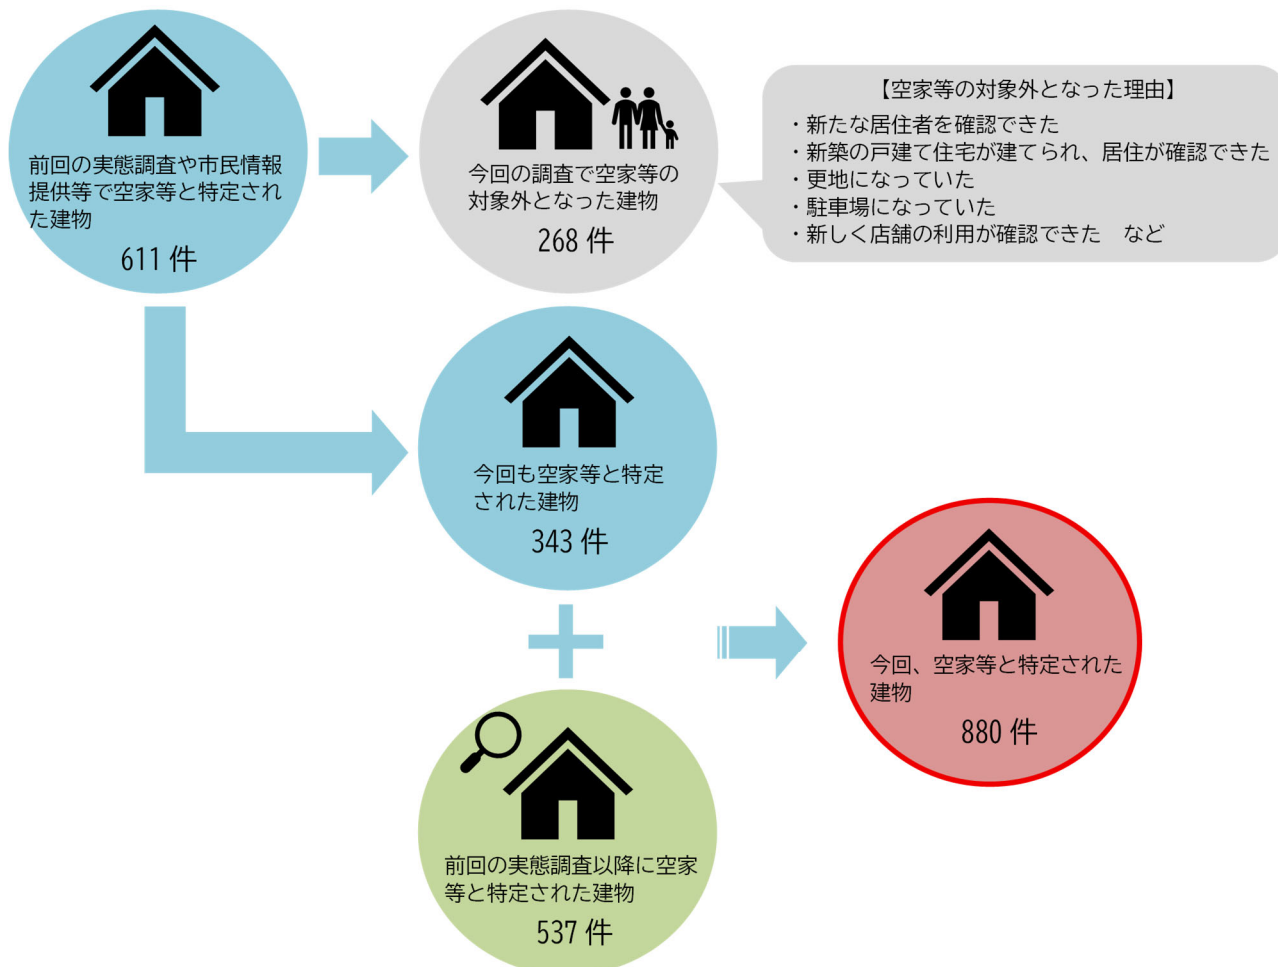 前回の実態調査や市民情報
提供等で空家等と特定され
た建物
611 件
今回の調査で空家等の
対象外となった建物
268 件
【空家等の対象外となった理由】
・新たな居住者を確認できた
・新築の戸建て住宅が建てられ、居住が確認できた
・更地になっていた
・駐車場になっていた
・新しく店舗の利用が確認できた　など
今回も空家等と特定
された建物
343 件
前回の実態調査以降に空家
等と特定された建物
537 件
今回、空家等と特定された
建物
880 件